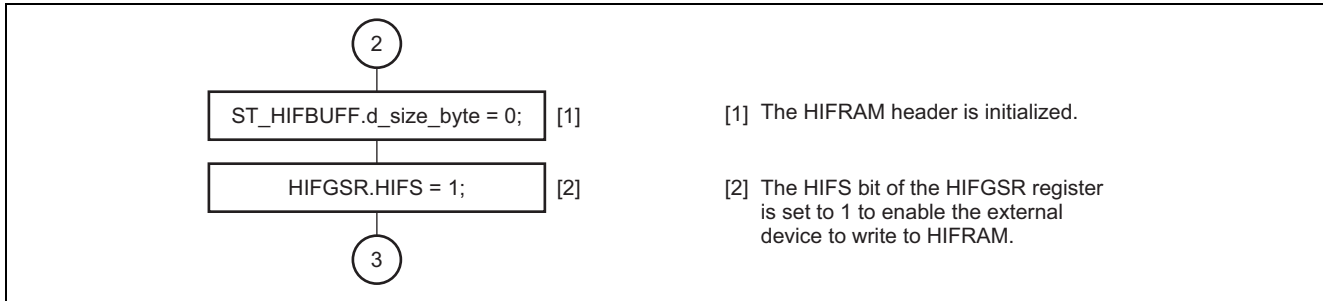 2
ST_HIFBUFF.d_size_byte = 0; [1]
[1] The HIFRAM header is initialized.
HIFGSR.HIFS = 1; [2]
[2] The HIFS bit of the HIFGSR register
is set to 1 to enable the external
device to write to HIFRAM.
3